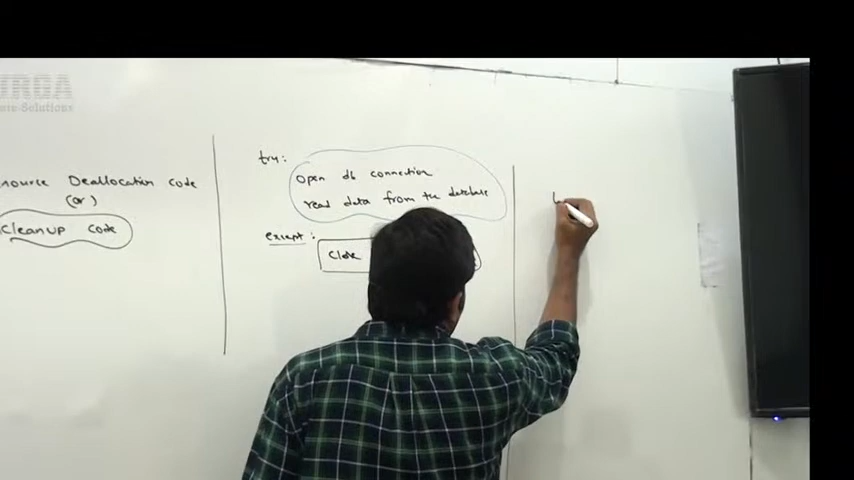 source Deallocation code
(or)
Cleanup code
try:
open db connection
read data from the database
except:
Close